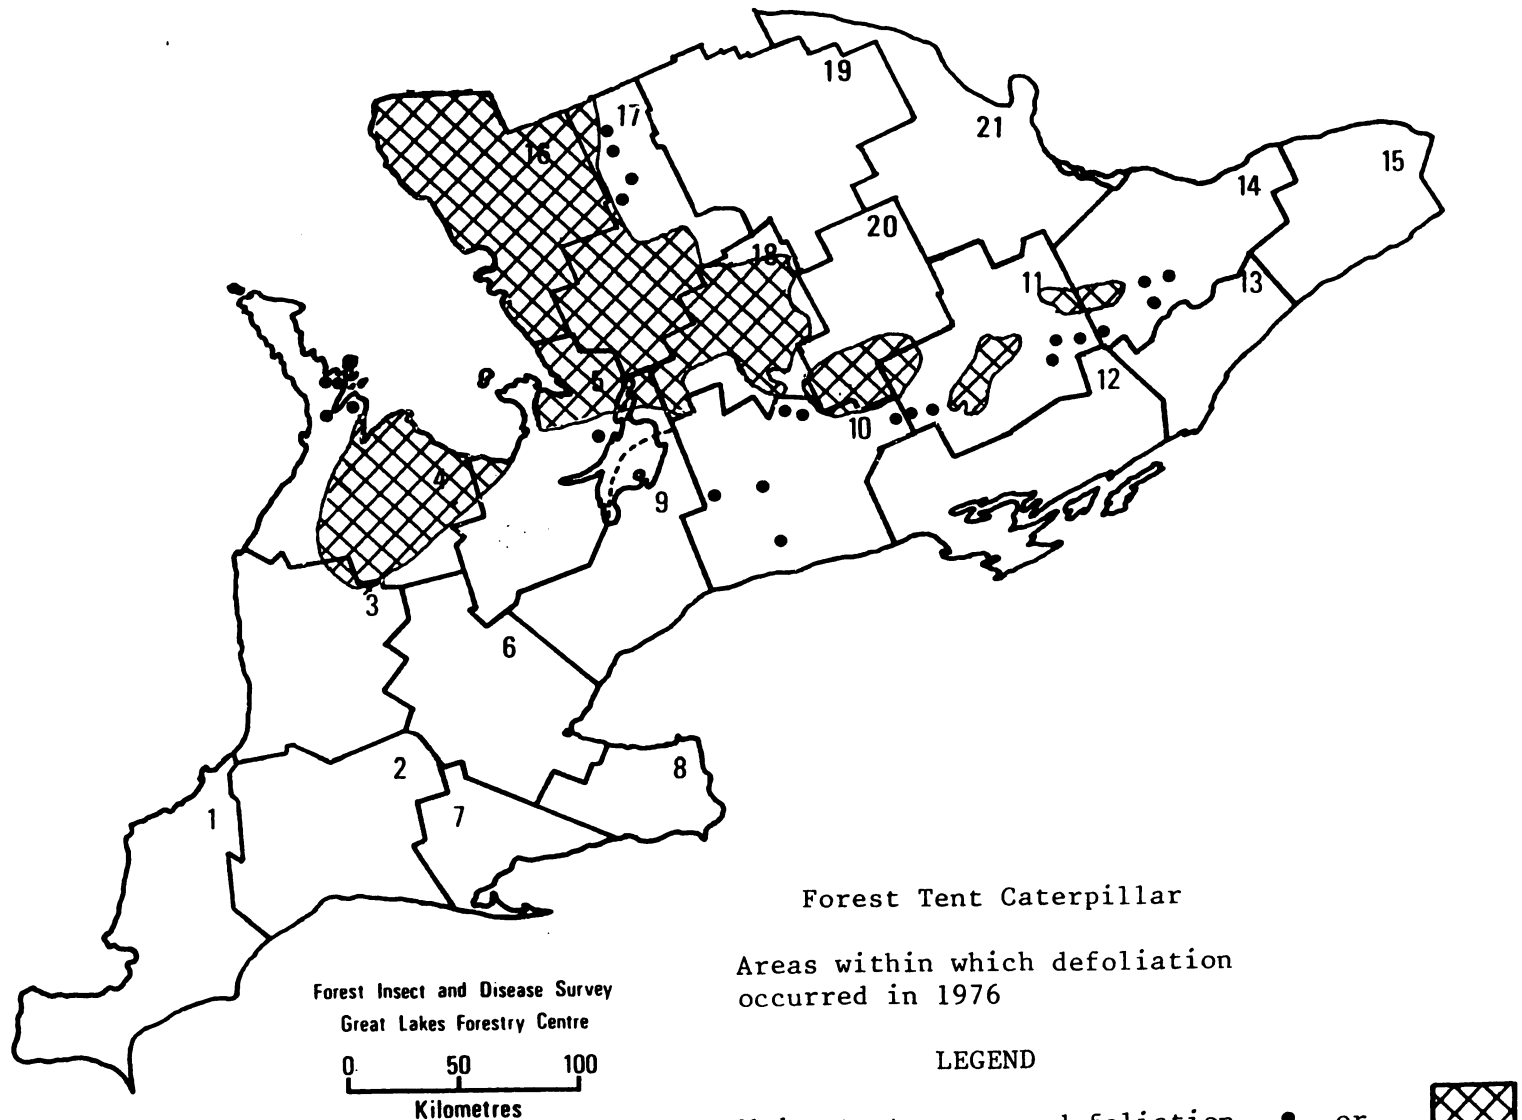 19
17
21
16
15
14
20
18
13
11
5
12
10
4
9
3
6
2
8
1
7
Forest Tent Caterpillar
Areas within which defoliation
occurred in 1976
Forest Insect and Disease Survey
Great Lakes Forestry Centre
LEGEND
0 50 100
Kilometres
defoliation or